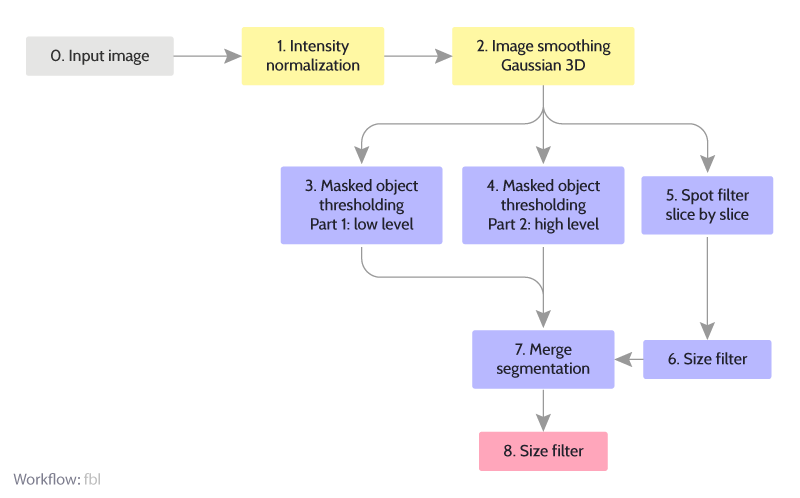 0. Input image
1. Intensity
normalization
2. Image smoothing
Gaussian 3D
3. Masked object
thresholding
Part 1: low level
4. Masked object
thresholding
Part 2: high level
5. Spot filter
slice by slice
7. Merge
segmentation
6. Size filter
8. Size filter
Workflow: fbl